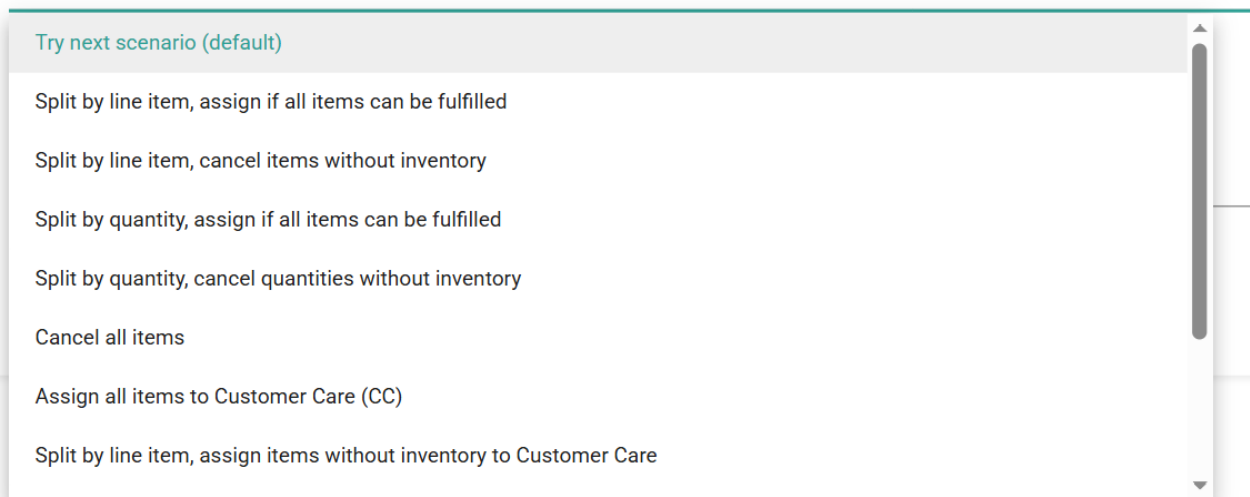 Try next scenario (default)
Split by line item, assign if all items can be fulfilled
Split by line item, cancel items without inventory
Split by quantity, assign if all items can be fulfilled
Split by quantity, cancel quantities without inventory
Cancel all items
Assign all items to Customer Care (CC)
Split by line item, assign items without inventory to Customer Care